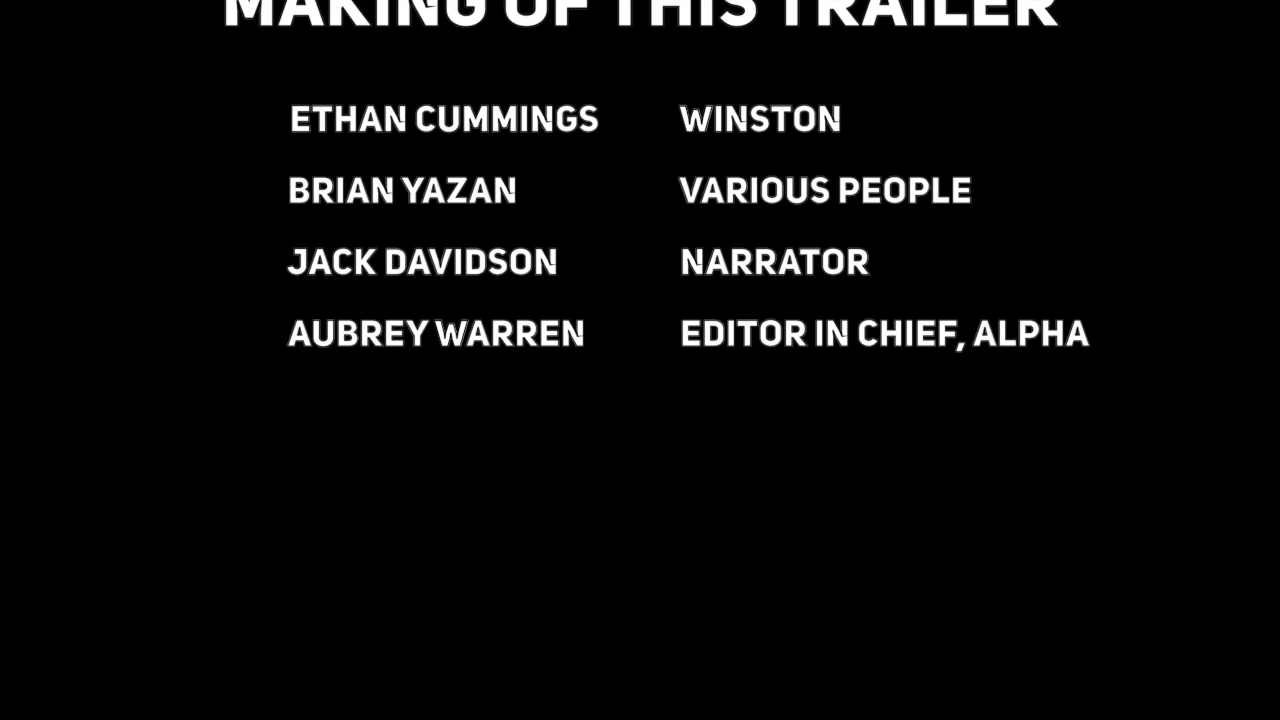 MAKING OF THIS TRAILER
ETHAN CUMMINGS WINSTON
BRIAN YAZAN VARIOUS PEOPLE
JACK DAVIDSON NARRATOR
AUBREY WARREN EDITOR IN CHIEF, ALPHA